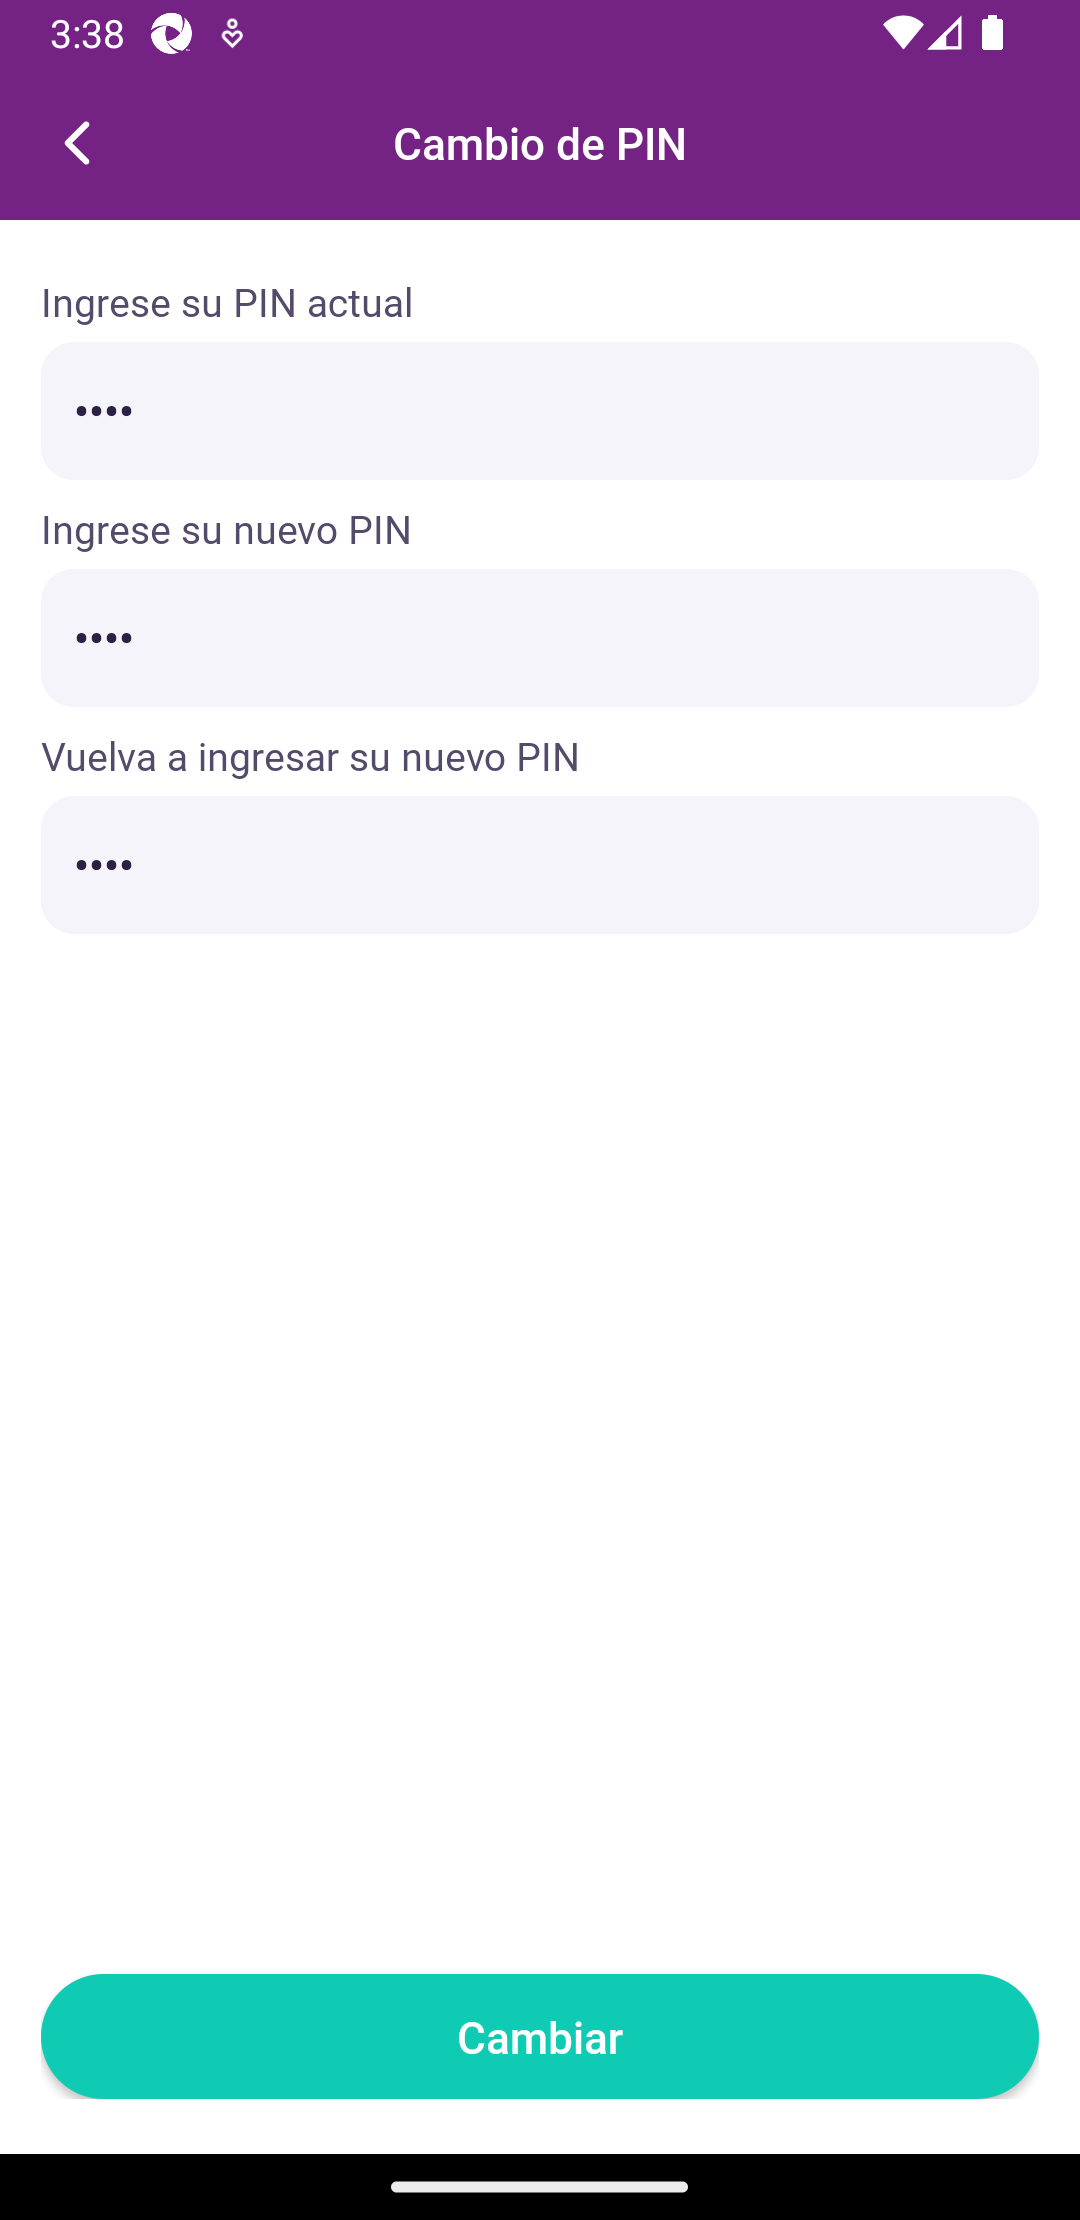 3:38
Cambio de PIN
Ingrese su PIN actual
••••
Ingrese su nuevo PIN
••••
Vuelva a ingresar su nuevo PIN
••••
Cambiar